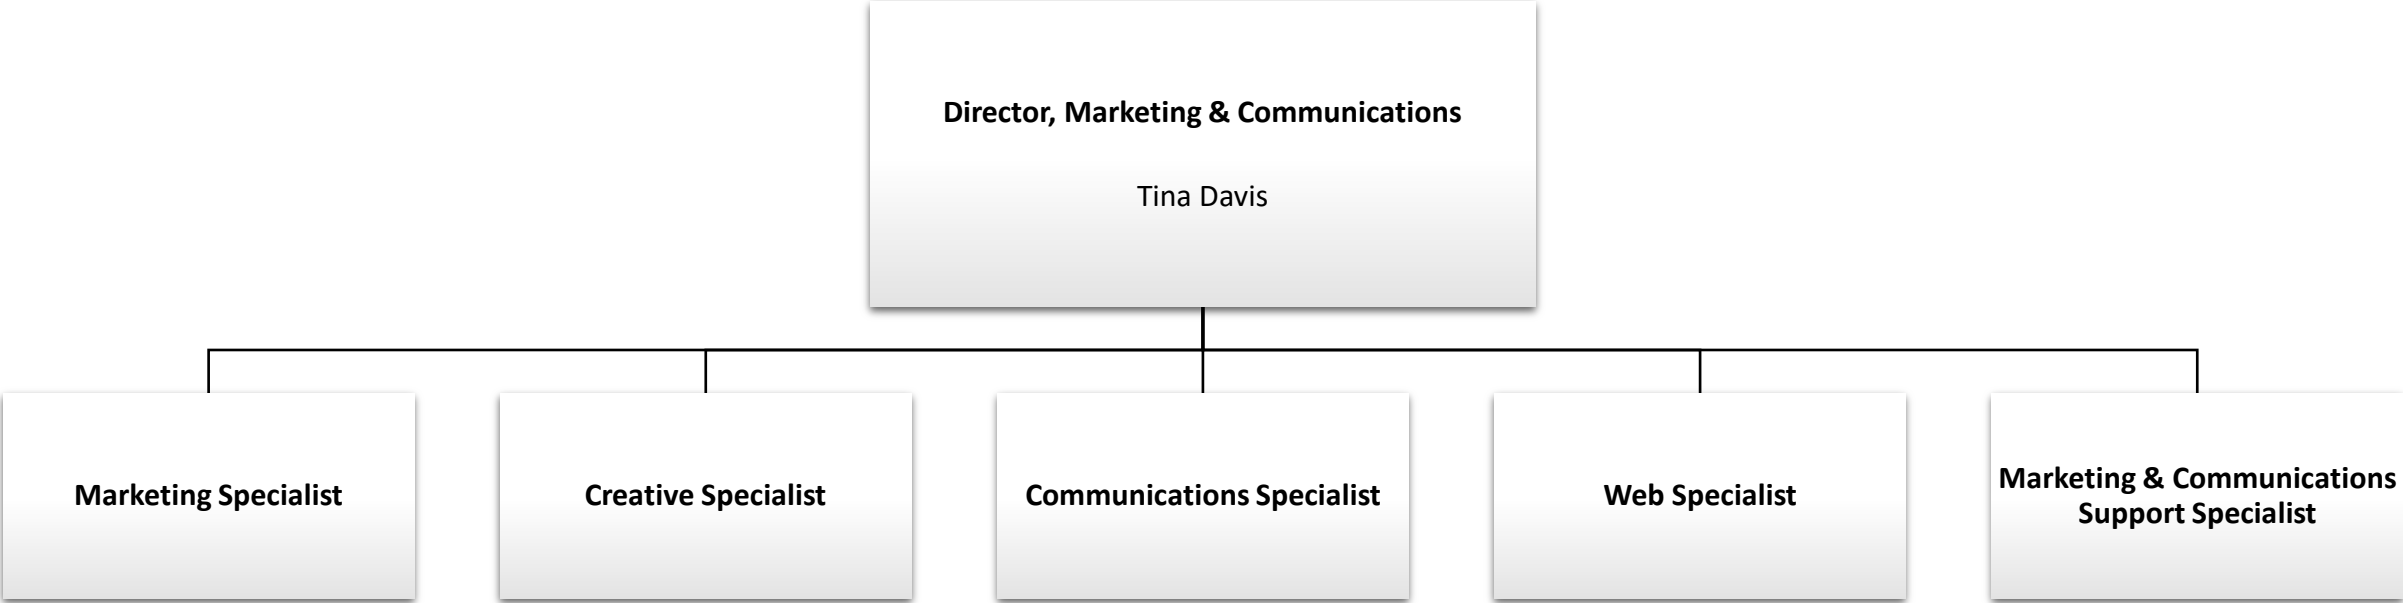 Director, Marketing & Communications
Tina Davis
Marketing Specialist
Creative Specialist
Communications Specialist
Web Specialist
Marketing & Communications
Support Specialist